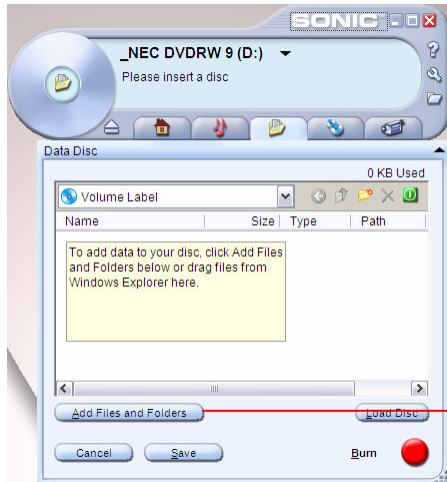 SONIC
_NEC DVDRW 9 (D:)
Please insert a disc
Data Disc
0 KB Used
Volume Label
Name Size Type Path
To add data to your disc, click Add Files
and Folders below or drag files from
Windows Explorer here.
Add Files and Folders
Load Disc
Cancel Save Burn